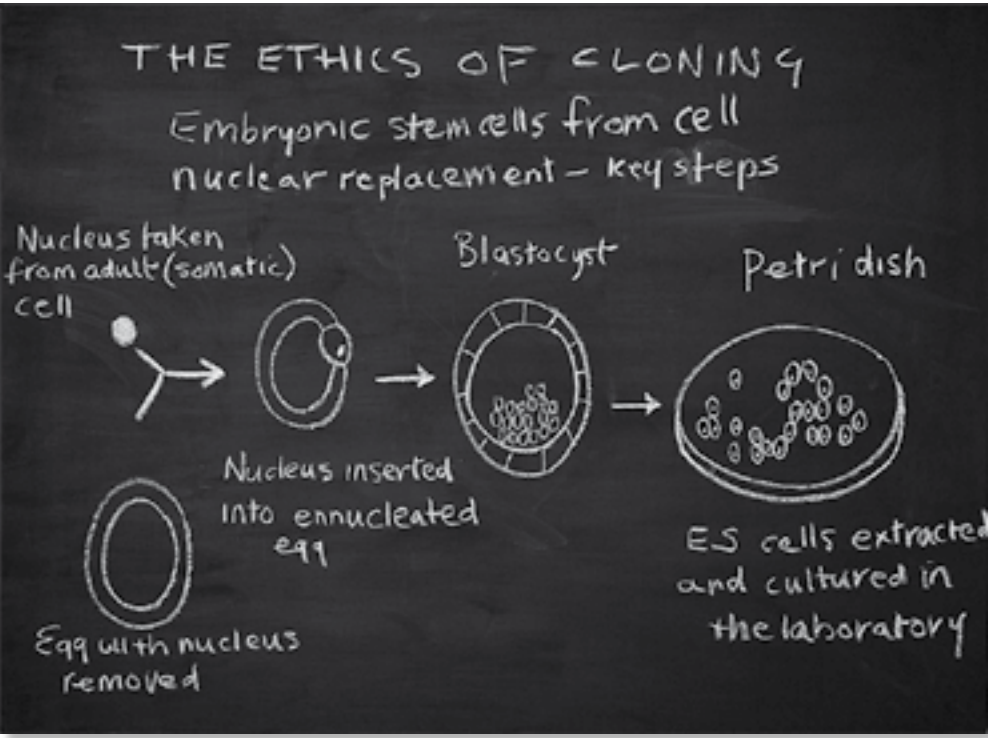 THE ETHICS OF CLONING
Embryonic stem cells from cell
nuclear replacement – key steps
Nucleus taken
from adult (somatic)
cell
Blastocyst
Petri dish
Nucleus inserted
into ennucleated
egg
Egg with nucleus
removed
ES cells extracted
and cultured in
the laboratory